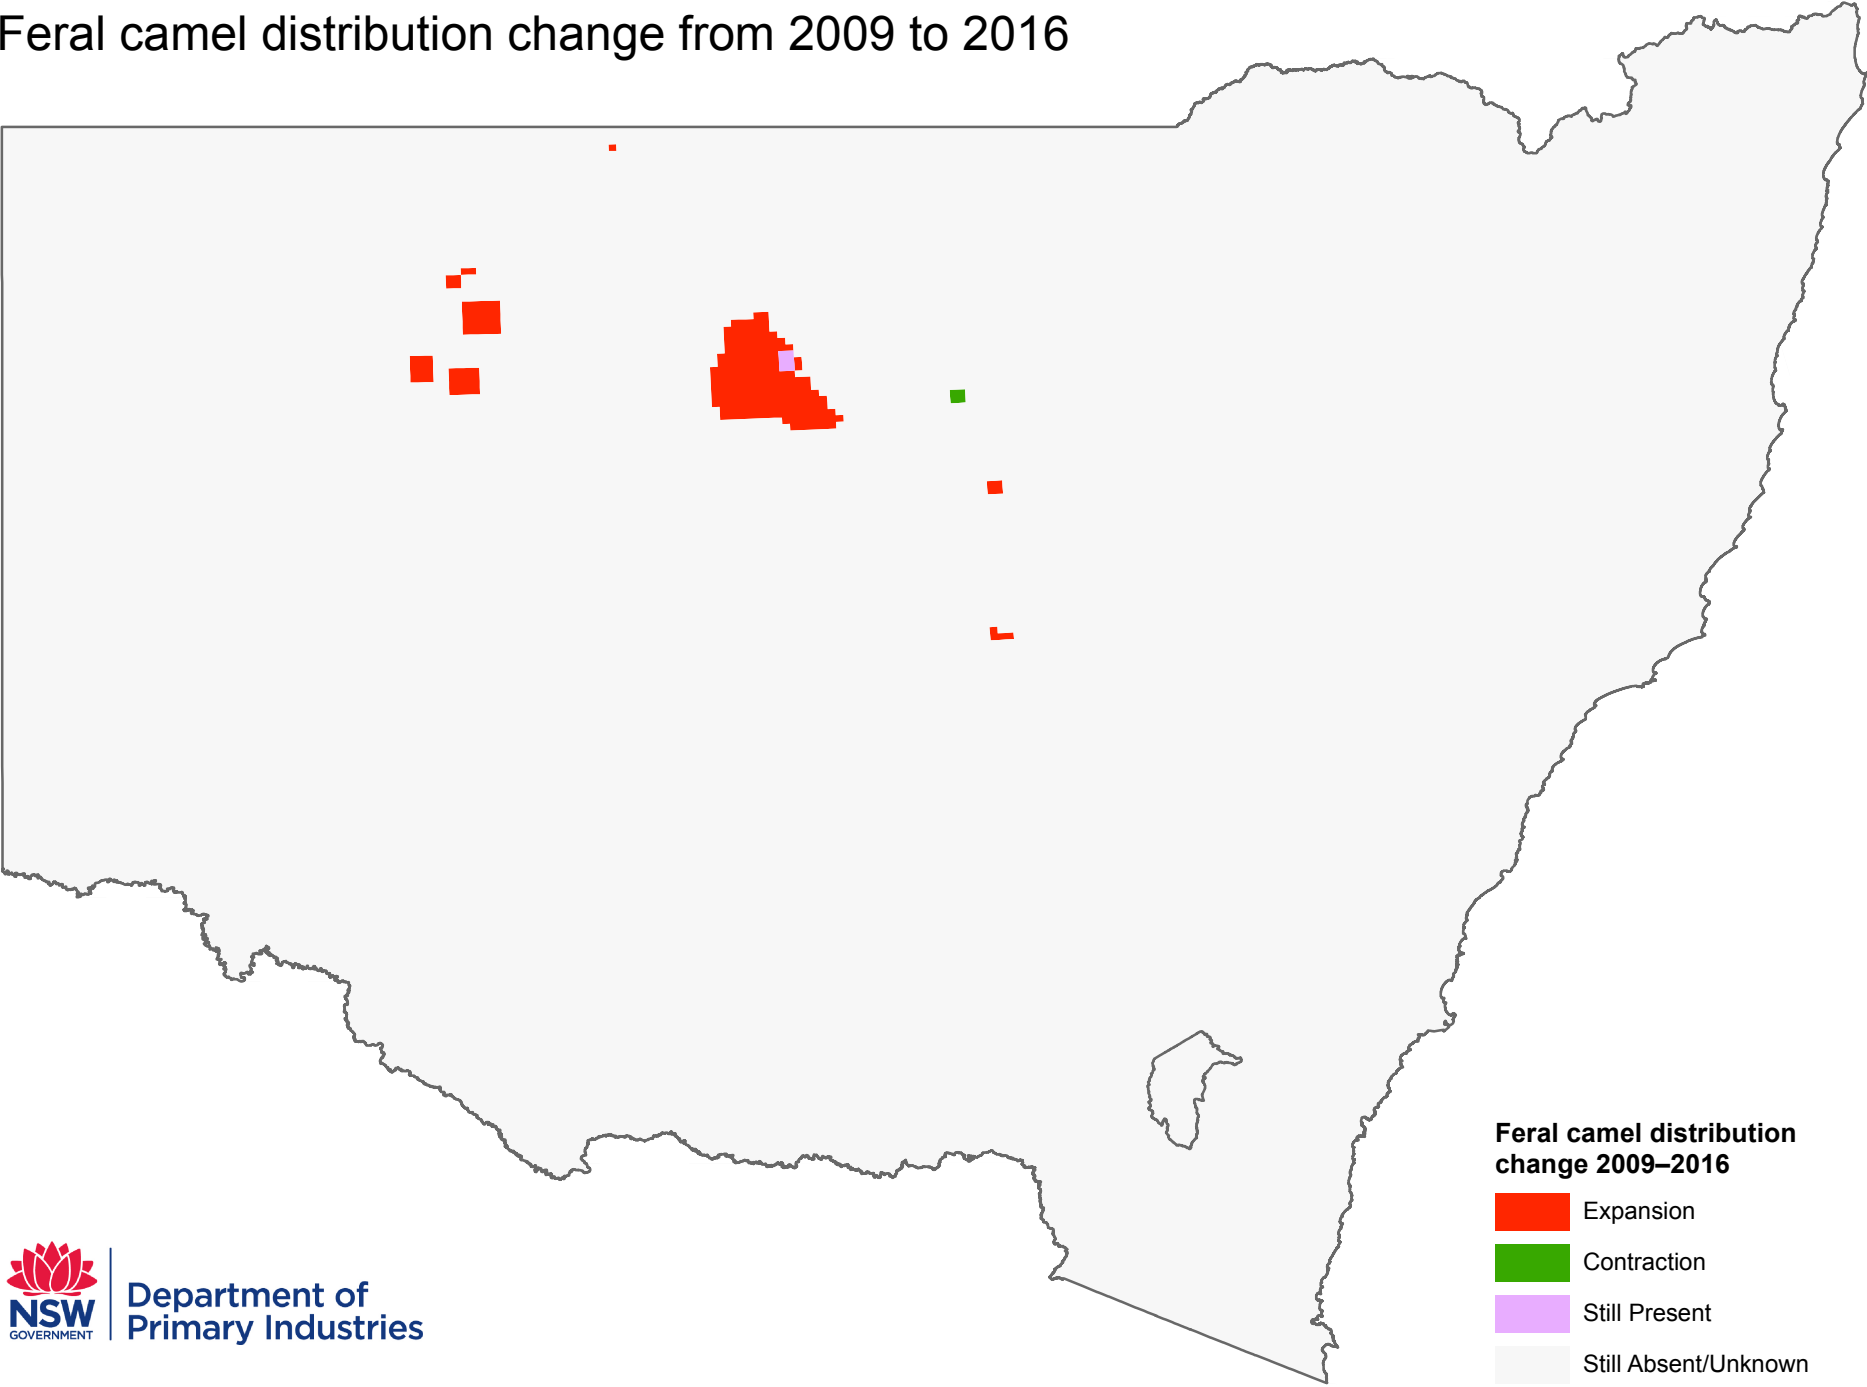 Feral camel distribution change from 2009 to 2016
Feral camel distribution
change 2009–2016
Expansion
Contraction
Still Present
Still Absent/Unknown
NSW
GOVERNMENT
Department of
Primary Industries